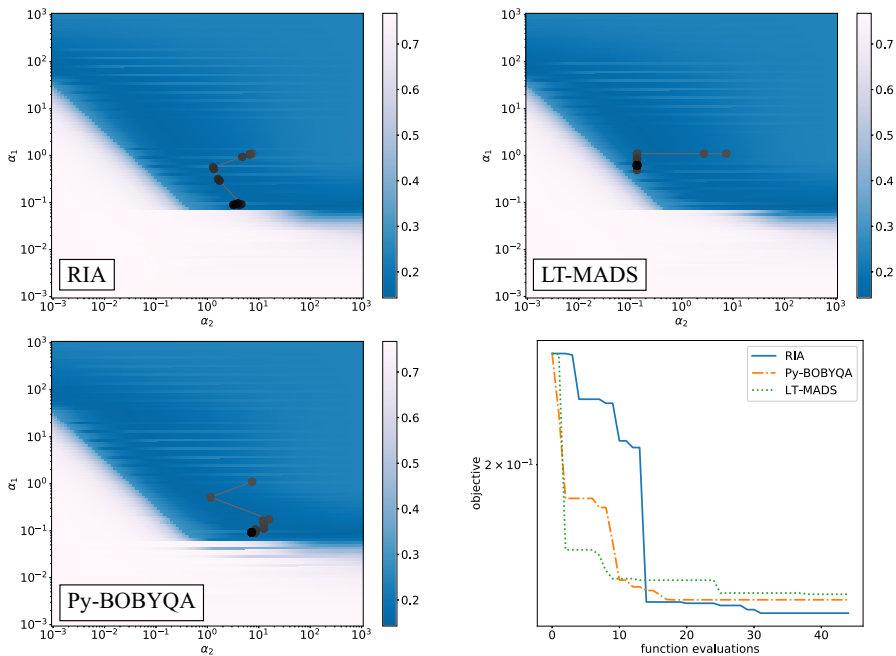 10³
10²
10¹
10⁰
10⁻¹
10⁻²
10⁻³
α₁
RIA
10⁻³ 10⁻² 10⁻¹ 10⁰ 10¹ 10² 10³
α₂
0.7
0.6
0.5
0.4
0.3
0.2
10³
10²
10¹
10⁰
10⁻¹
10⁻²
10⁻³
α₁
LT-MADS
10⁻³ 10⁻² 10⁻¹ 10⁰ 10¹ 10² 10³
α₂
0.7
0.6
0.5
0.4
0.3
0.2
10³
10²
10¹
10⁰
10⁻¹
10⁻²
10⁻³
α₁
Py-BOBYQA
10⁻³ 10⁻² 10⁻¹ 10⁰ 10¹ 10² 10³
α₂
0.7
0.6
0.5
0.4
0.3
0.2
RIA
Py-BOBYQA
LT-MADS
objective
2 × 10⁻¹
0 10 20 30 40
function evaluations